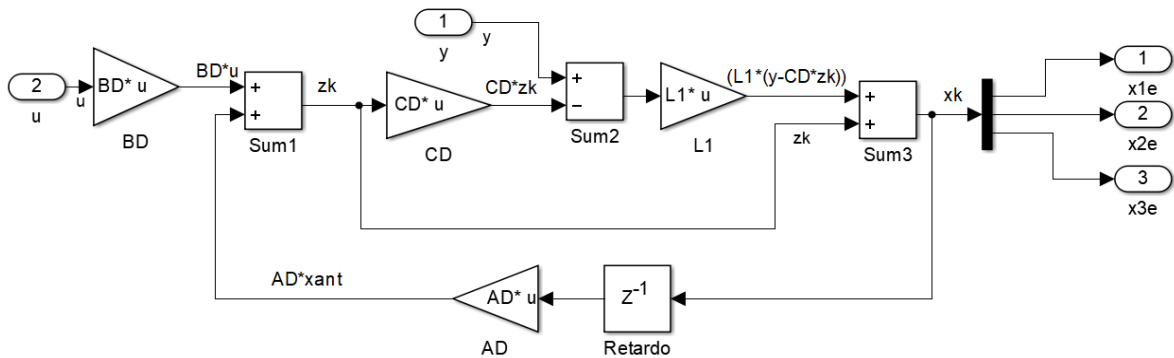 1
y
y
2
u
u
BD* u
BD
BD*u
+
+
Sum1
zk
CD* u
CD
CD*zk
+
−
Sum2
L1* u
L1
(L1*(y-CD*zk))
zk
+
+
Sum3
xk
1
x1e
2
x2e
3
x3e
AD*xant
AD* u
AD
Z-1
Retardo